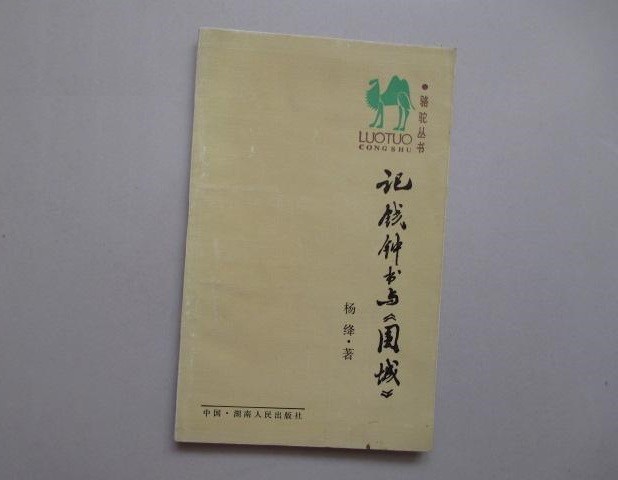 骆驼丛书
LUOTUO
CONGSHU
记钱钟书与《围城》
杨绛·著
中国·湖南人民出版社